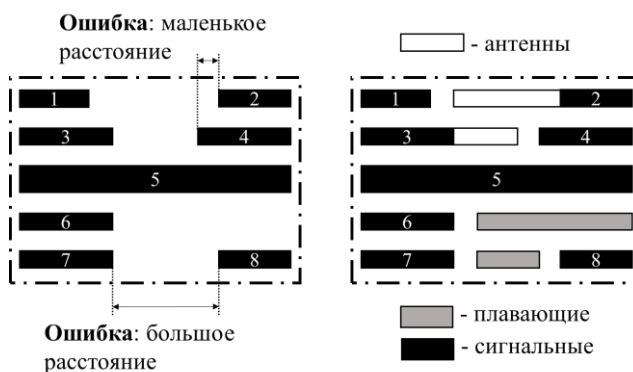 Ошибка: маленькое
расстояние
- антенны
1
2
1
2
3
4
3
4
5
5
6
6
7
8
7
8
Ошибка: большое
расстояние
- плавающие
- сигнальные